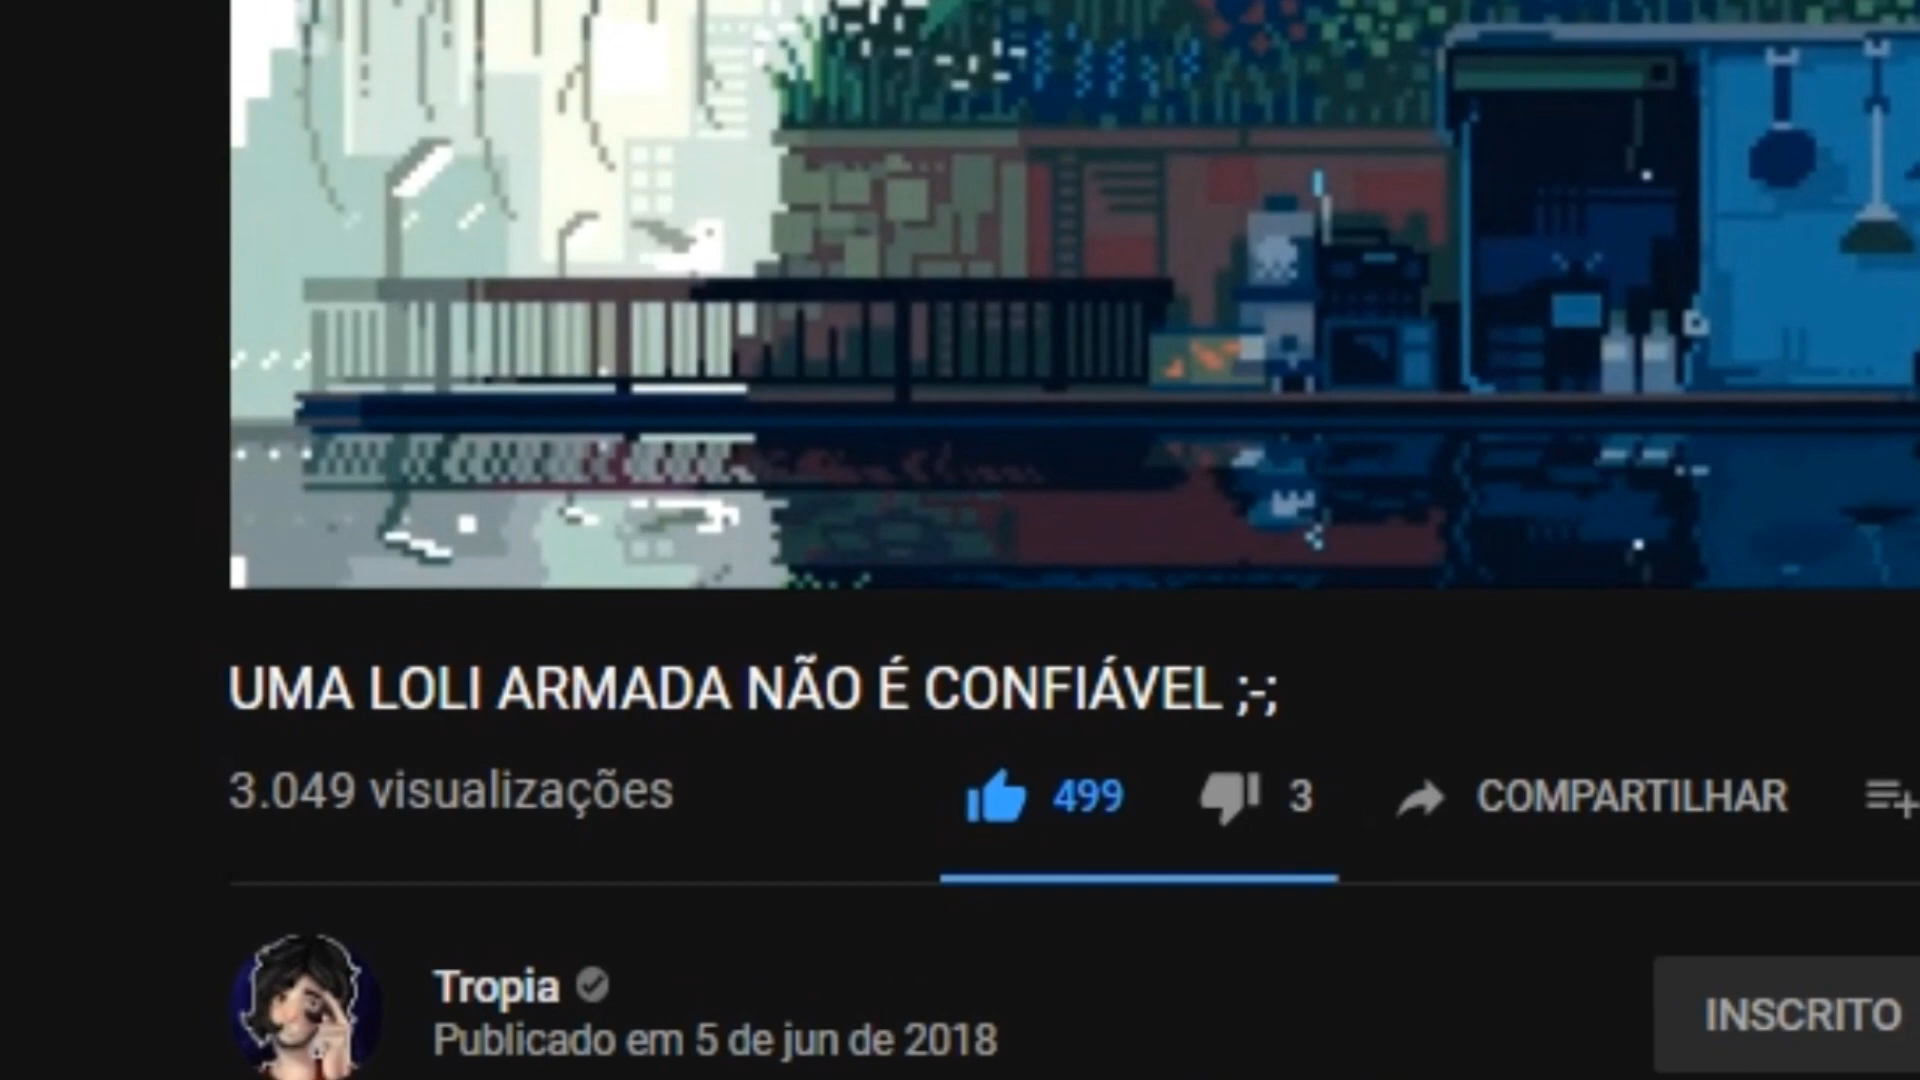 UMA LOLI ARMADA NÃO É CONFIÁVEL ;-;
3.049 visualizações 499 3 COMPARTILHAR
Tropia
Publicado em 5 de jun de 2018
INSCRITO